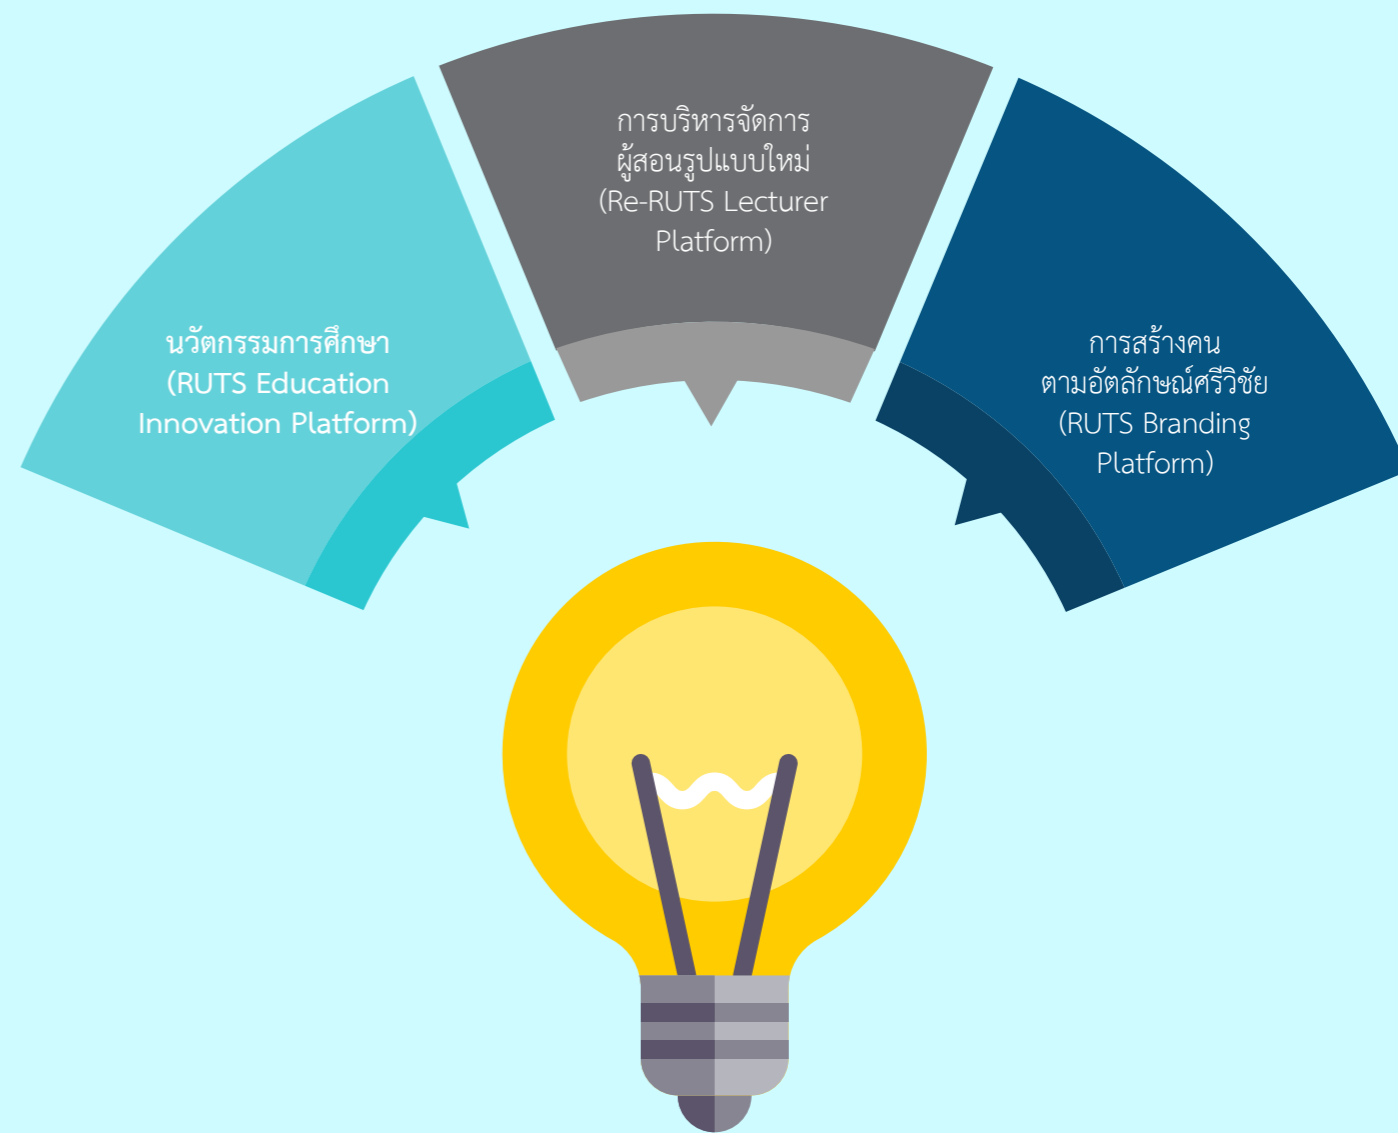 นวัตกรรมการศึกษา
(RUTS Education
Innovation Platform)
การบริหารจัดการ
ผู้สอนรูปแบบใหม่
(Re-RUTS Lecturer
Platform)
การสร้างคน
ตามอัตลักษณ์ศรีวิชัย
(RUTS Branding
Platform)